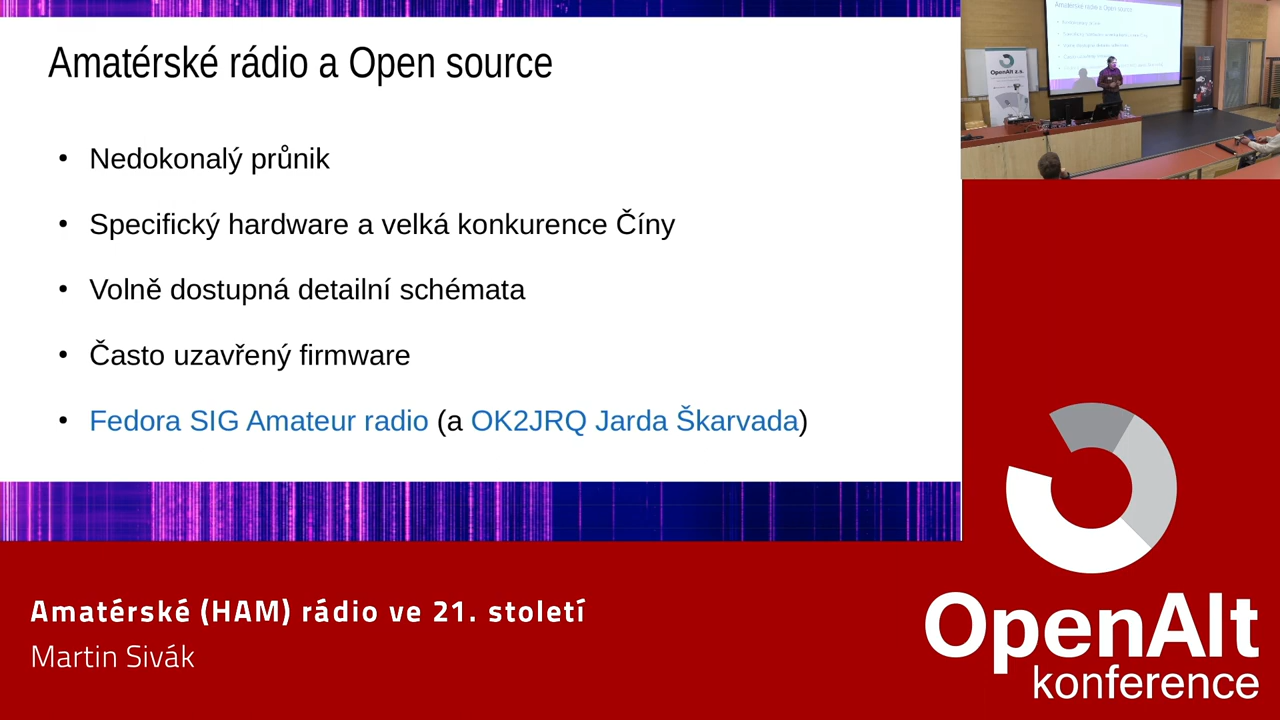 Amatérské rádio a Open source
• Nedokonalý průnik
• Specifický hardware a velká konkurence Číny
• Volně dostupná detailní schémata
• Často uzavřený firmware
• Fedora SIG Amateur radio (a OK2JRQ Jarda Škarvada)
OpenAlt z.s.
Amatérské (HAM) rádio ve 21. století
Martin Sivák
OpenAlt
konference